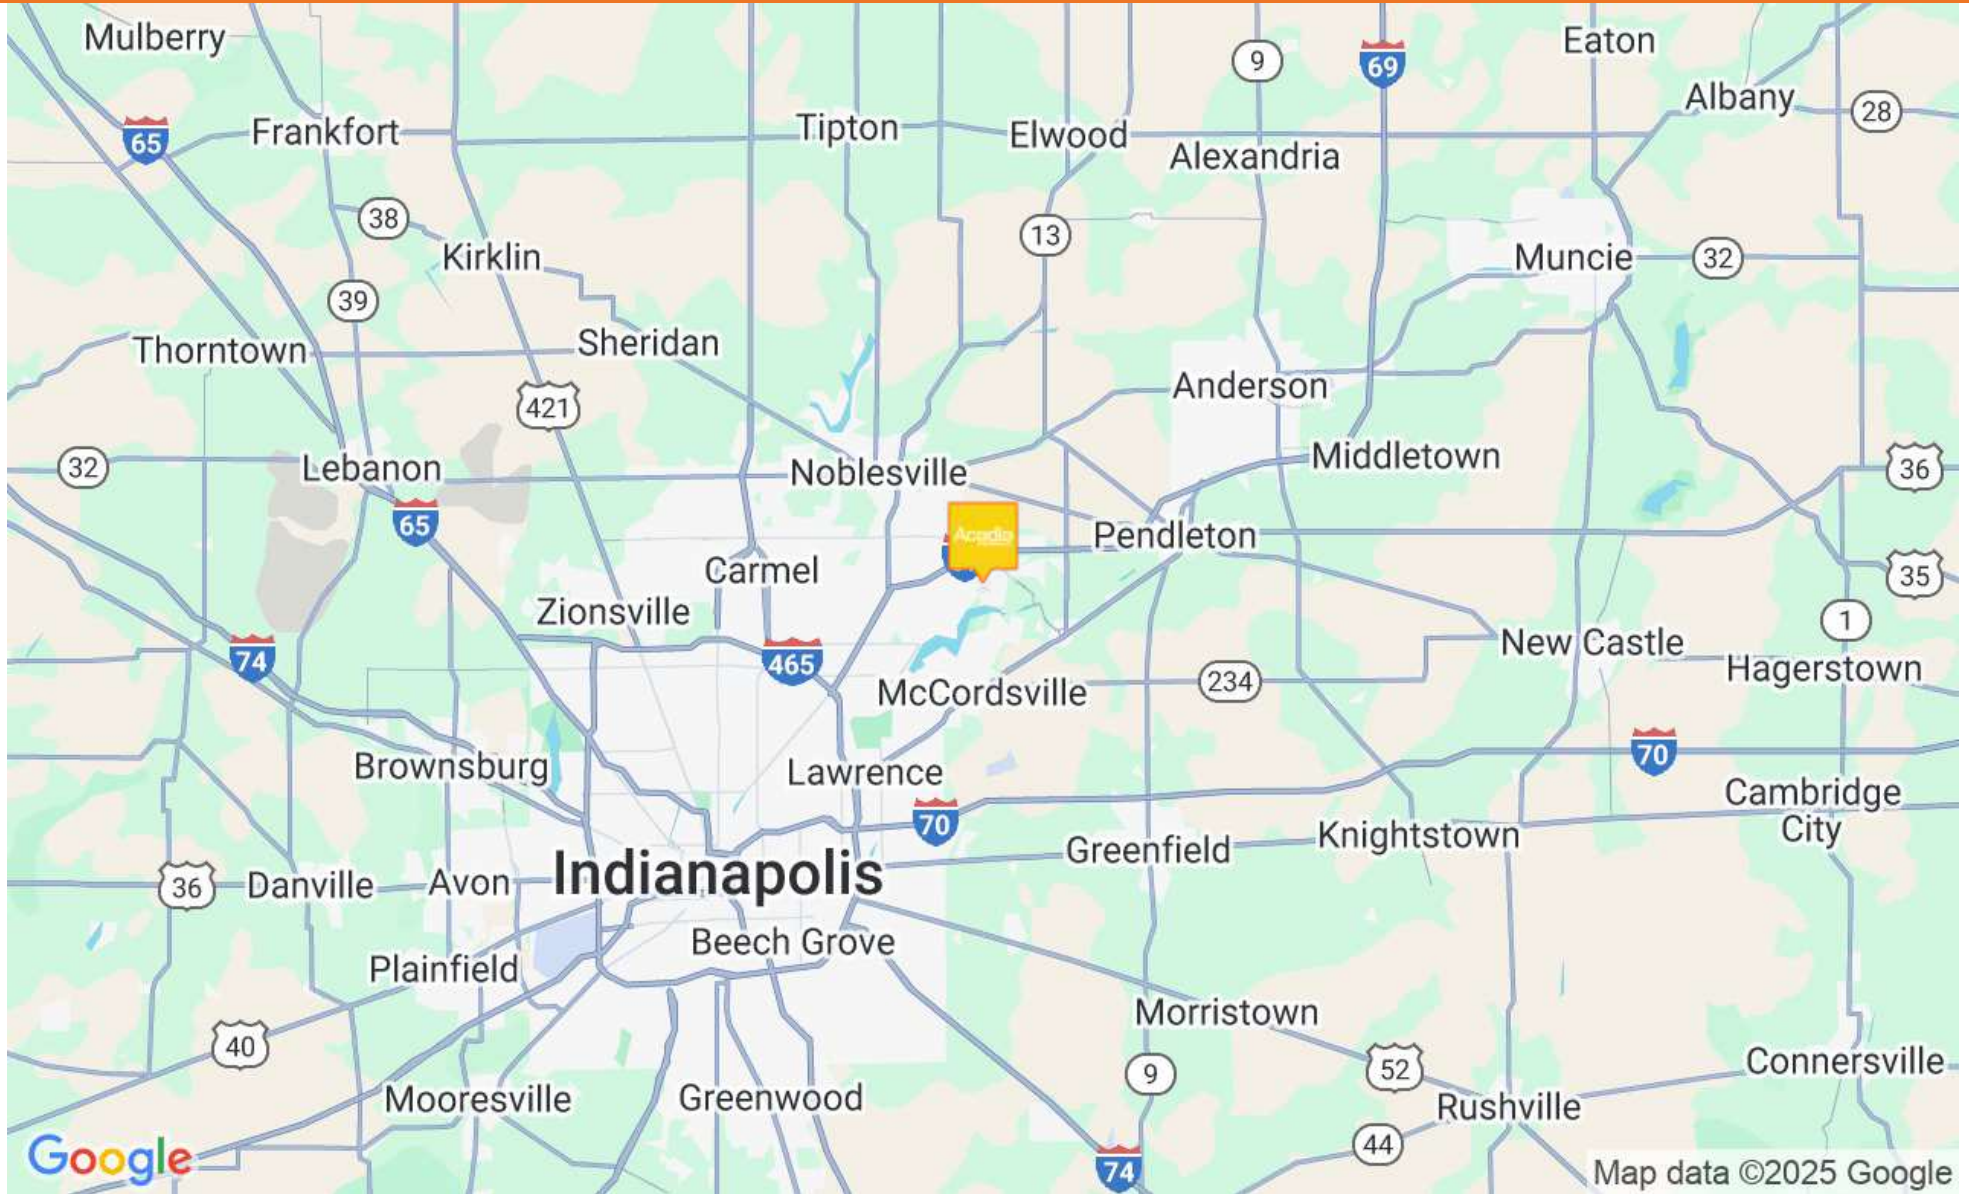 Mulberry
Eaton
9
69
Albany
28
65
Frankfort
Tipton
Elwood
Alexandria
38
13
Kirklin
Muncie
32
39
Thorntown
Sheridan
421
Anderson
32
Lebanon
Noblesville
Middletown
36
65
Acadia
Pendleton
Carmel
35
Zionsville
1
74
465
New Castle
Hagerstown
234
McCordsville
70
Brownsburg
Lawrence
Cambridge
City
70
Knightstown
Greenfield
Indianapolis
36
Danville
Avon
Beech Grove
Plainfield
Morristown
40
9
52
Connersville
Mooresville
Greenwood
Rushville
44
Google
74
Map data ©2025 Google